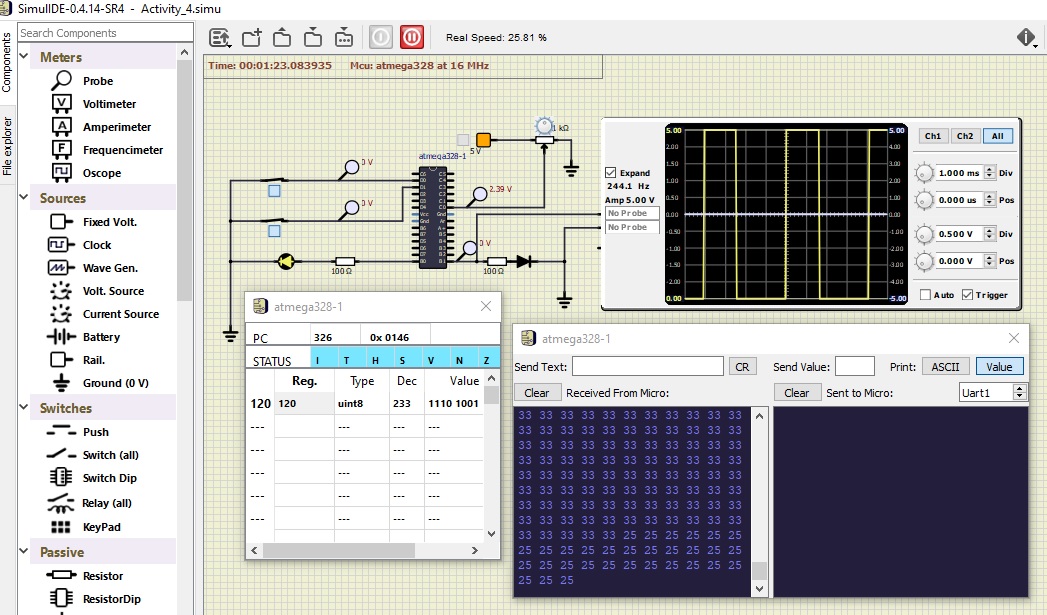 SimulIDE-0.4.14-SR4 - Activity_4.simu
Components
File explorer
Search Components
Meters
Probe
Voltimeter
Amperimeter
Frequencimeter
Oscope
Sources
Fixed Volt.
Clock
Wave Gen.
Volt. Source
Current Source
Battery
Rail.
Ground (0 V)
Switches
Push
Switch (all)
Switch Dip
Relay (all)
KeyPad
Passive
Resistor
ResistorDip
Real Speed: 25.81 %
Time: 00:01:23.083935 Mcu: atmega328 at 16 MHz
0 V
0 V
5 V
1 kΩ
atmega328-1
2.39 V
0 V
100 Ω
100 Ω
Expand
244.1 Hz
Amp 5.00 V
No Probe
No Probe
5.00
2.00
1.50
1.00
0.50
0.00
-0.50
-1.00
-1.50
0.00
5.00
4.00
3.00
2.00
1.00
0.00
-1.00
-2.00
-3.00
-4.00
-5.00
Ch1 Ch2 All
1.000 ms Div
0.000 us Pos
0.500 V Div
0.000 V Pos
Auto Trigger
atmega328-1
PC 326 0x 0146
STATUS I T H S V N Z
Reg. Type Dec Value
120 120 uint8 233 1110 1001
--- --- --- ---
--- --- --- ---
--- --- --- ---
--- --- --- ---
--- --- --- ---
atmega328-1
Send Text: CR Send Value: Print: ASCII Value
Clear Received From Micro: Clear Sent to Micro: Uart1
33 33 33 33 33 33 33 33 33 33 33
33 33 33 33 33 33 33 33 33 33 33
33 33 33 33 33 33 33 33 33 33 33
33 33 33 33 33 33 33 33 33 33 33
33 33 33 33 33 33 33 33 33 33 33
33 33 33 33 33 33 33 33 33 33 33
33 33 33 33 33 33 33 33 33 33 33
33 33 33 33 33 33 33 33 33 33 33
33 33 33 33 33 33 33 25 25 25 25
25 25 25 25 25 25 25 25 25 25 25
25 25 25 25 25 25 25 25 25 25 25
25 25 25